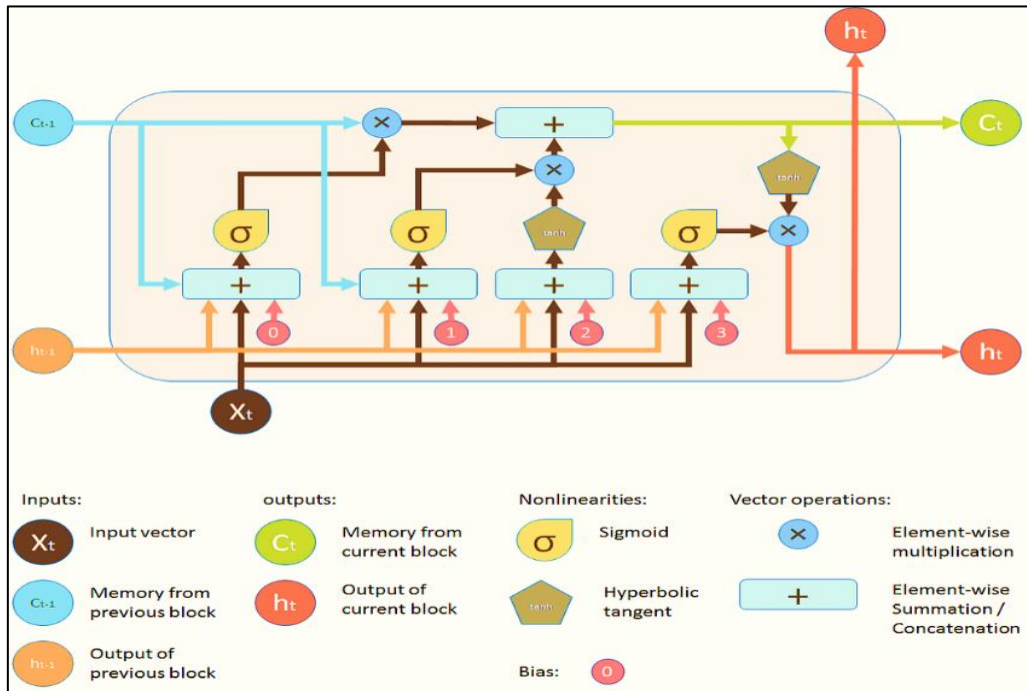 hₜ
Cₜ₋₁
×
+
Cₜ
tanh
×
σ
σ
tanh
σ
×
+
+
+
+
0
1
2
3
hₜ₋₁
hₜ
Xₜ
Inputs:
outputs:
Nonlinearities:
Vector operations:
Xₜ
Input vector
Cₜ
Memory from
current block
σ
Sigmoid
×
Element-wise
multiplication
Cₜ₋₁
Memory from
previous block
hₜ
Output of
current block
tanh
Hyperbolic
tangent
+
Element-wise
Summation /
Concatenation
hₜ₋₁
Output of
previous block
Bias:
0